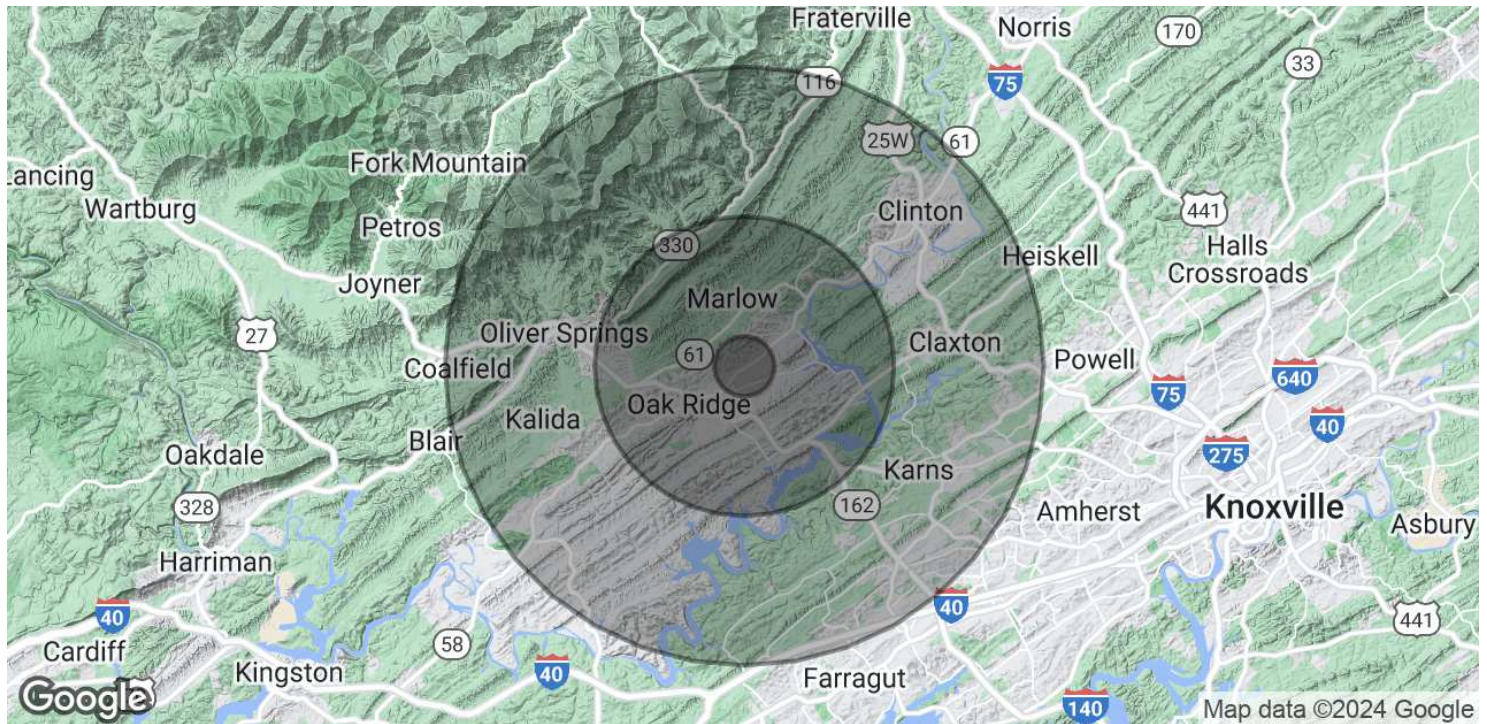 Fraterville
Norris
170
33
116
75
25W
61
Fork Mountain
Lancing
Wartburg
Clinton
441
Petros
330
Heiskell
Halls
Crossroads
Joyner
Marlow
27
Oliver Springs
Claxton
61
Powell
Coalfield
640
75
Oak Ridge
Kalida
40
Blair
275
Oakdale
Karns
328
162
Amherst
Knoxville
Asbury
Harriman
40
40
441
58
Cardiff
Kingston
40
Farragut
140
Google
Map data ©2024 Google